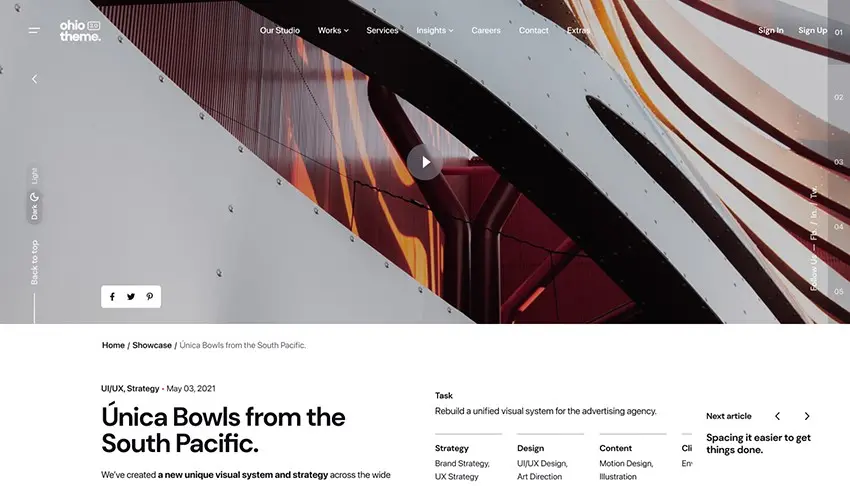 ohio
theme.
Our Studio
Works
Services
Insights
Careers
Contact
Extras
Sign In
Sign Up
01
02
03
04
05
Light
Dark
Back to top
Follow Us — Fb. / In. / Tw.
Home / Showcase / Única Bowls from the South Pacific.
UI/UX, Strategy - May 03, 2021
Única Bowls from the
South Pacific.
We've created a new unique visual system and strategy across the wide
Task
Rebuild a unified visual system for the advertising agency.
Strategy
Brand Strategy,
UX Strategy
Design
UI/UX Design,
Art Direction
Content
Motion Design,
Illustration
Cli
En
Next article
Spacing it easier to get
things done.